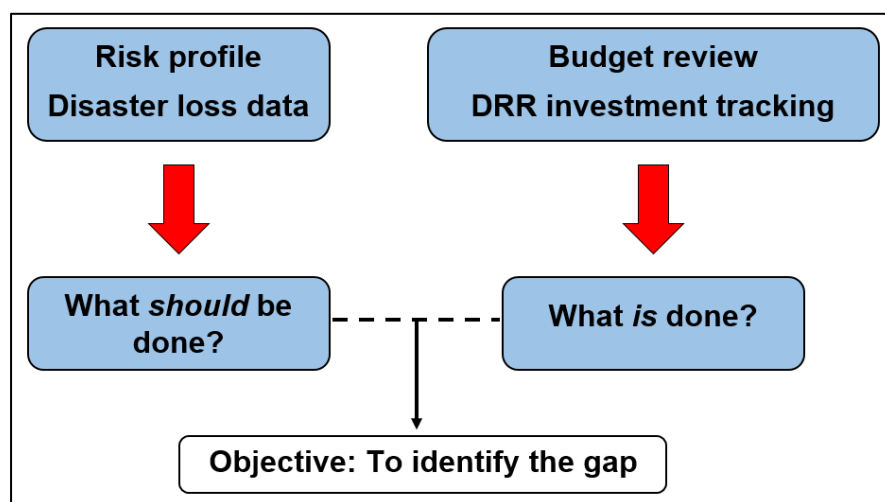 Risk profile
Disaster loss data
Budget review
DRR investment tracking
What should be
done?
What is done?
Objective: To identify the gap